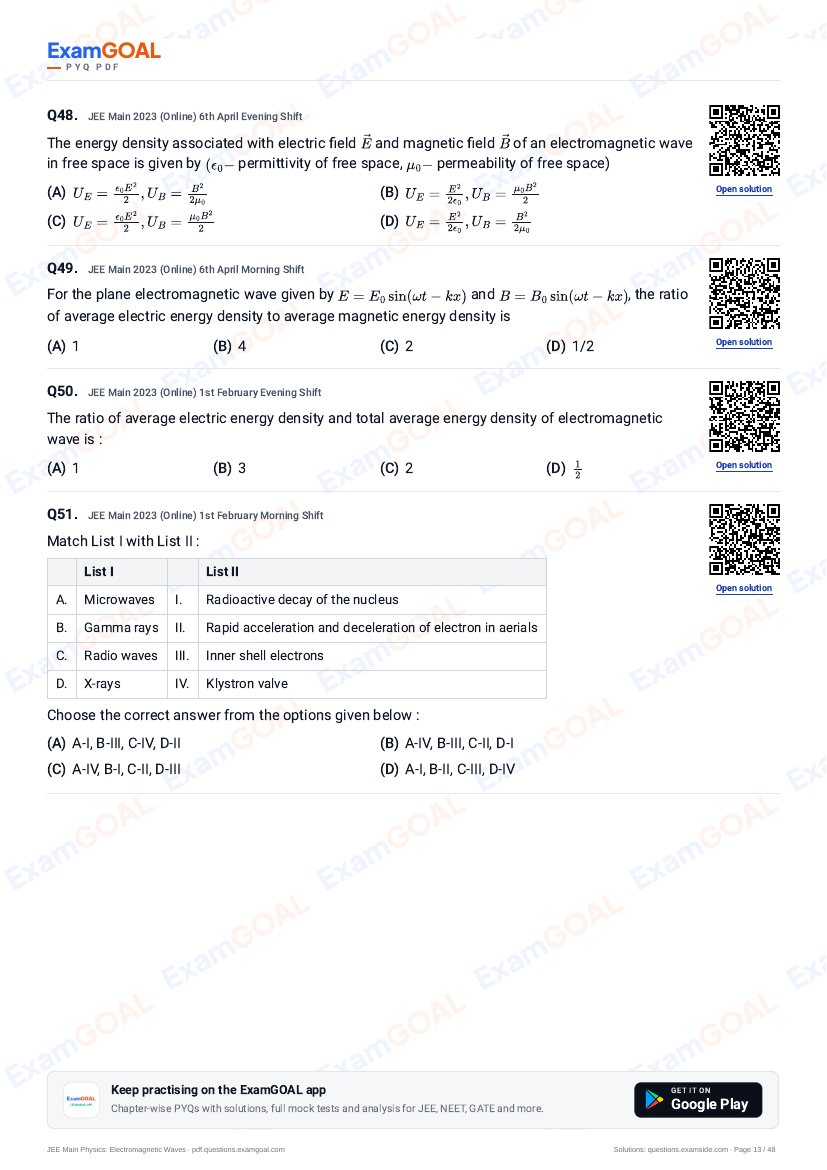 ExamGOAL
PYQ PDF
Q48. JEE Main 2023 (Online) 6th April Evening Shift
The energy density associated with electric field $\vec{E}$ and magnetic field $\vec{B}$ of an electromagnetic wave
in free space is given by $(\epsilon_0-$ permittivity of free space, $\mu_0-$ permeability of free space)
(A) $U_E = \frac{\epsilon_0 E^2}{2}, U_B = \frac{B^2}{2\mu_0}$ (B) $U_E = \frac{E^2}{2\epsilon_0}, U_B = \frac{\mu_0 B^2}{2}$
(C) $U_E = \frac{\epsilon_0 E^2}{2}, U_B = \frac{\mu_0 B^2}{2}$ (D) $U_E = \frac{E^2}{2\epsilon_0}, U_B = \frac{B^2}{2\mu_0}$
Open solution
Q49. JEE Main 2023 (Online) 6th April Morning Shift
For the plane electromagnetic wave given by $E = E_0 \sin(\omega t - kx)$ and $B = B_0 \sin(\omega t - kx)$, the ratio
of average electric energy density to average magnetic energy density is
(A) 1 (B) 4 (C) 2 (D) 1/2
Open solution
Q50. JEE Main 2023 (Online) 1st February Evening Shift
The ratio of average electric energy density and total average energy density of electromagnetic
wave is :
(A) 1 (B) 3 (C) 2 (D) $\frac{1}{2}$
Open solution
Q51. JEE Main 2023 (Online) 1st February Morning Shift
Match List I with List II :
List I List II
A. Microwaves I. Radioactive decay of the nucleus
B. Gamma rays II. Rapid acceleration and deceleration of electron in aerials
C. Radio waves III. Inner shell electrons
D. X-rays IV. Klystron valve
Choose the correct answer from the options given below :
(A) A-I, B-III, C-IV, D-II (B) A-IV, B-III, C-II, D-I
(C) A-IV, B-I, C-II, D-III (D) A-I, B-II, C-III, D-IV
Open solution
ExamGOAL
Keep practising on the ExamGOAL app
Chapter-wise PYQs with solutions, full mock tests and analysis for JEE, NEET, GATE and more.
GET IT ON
Google Play
JEE Main Physics: Electromagnetic Waves · pdf.questions.examgoal.com
Solutions: questions.examside.com · Page 13 / 48